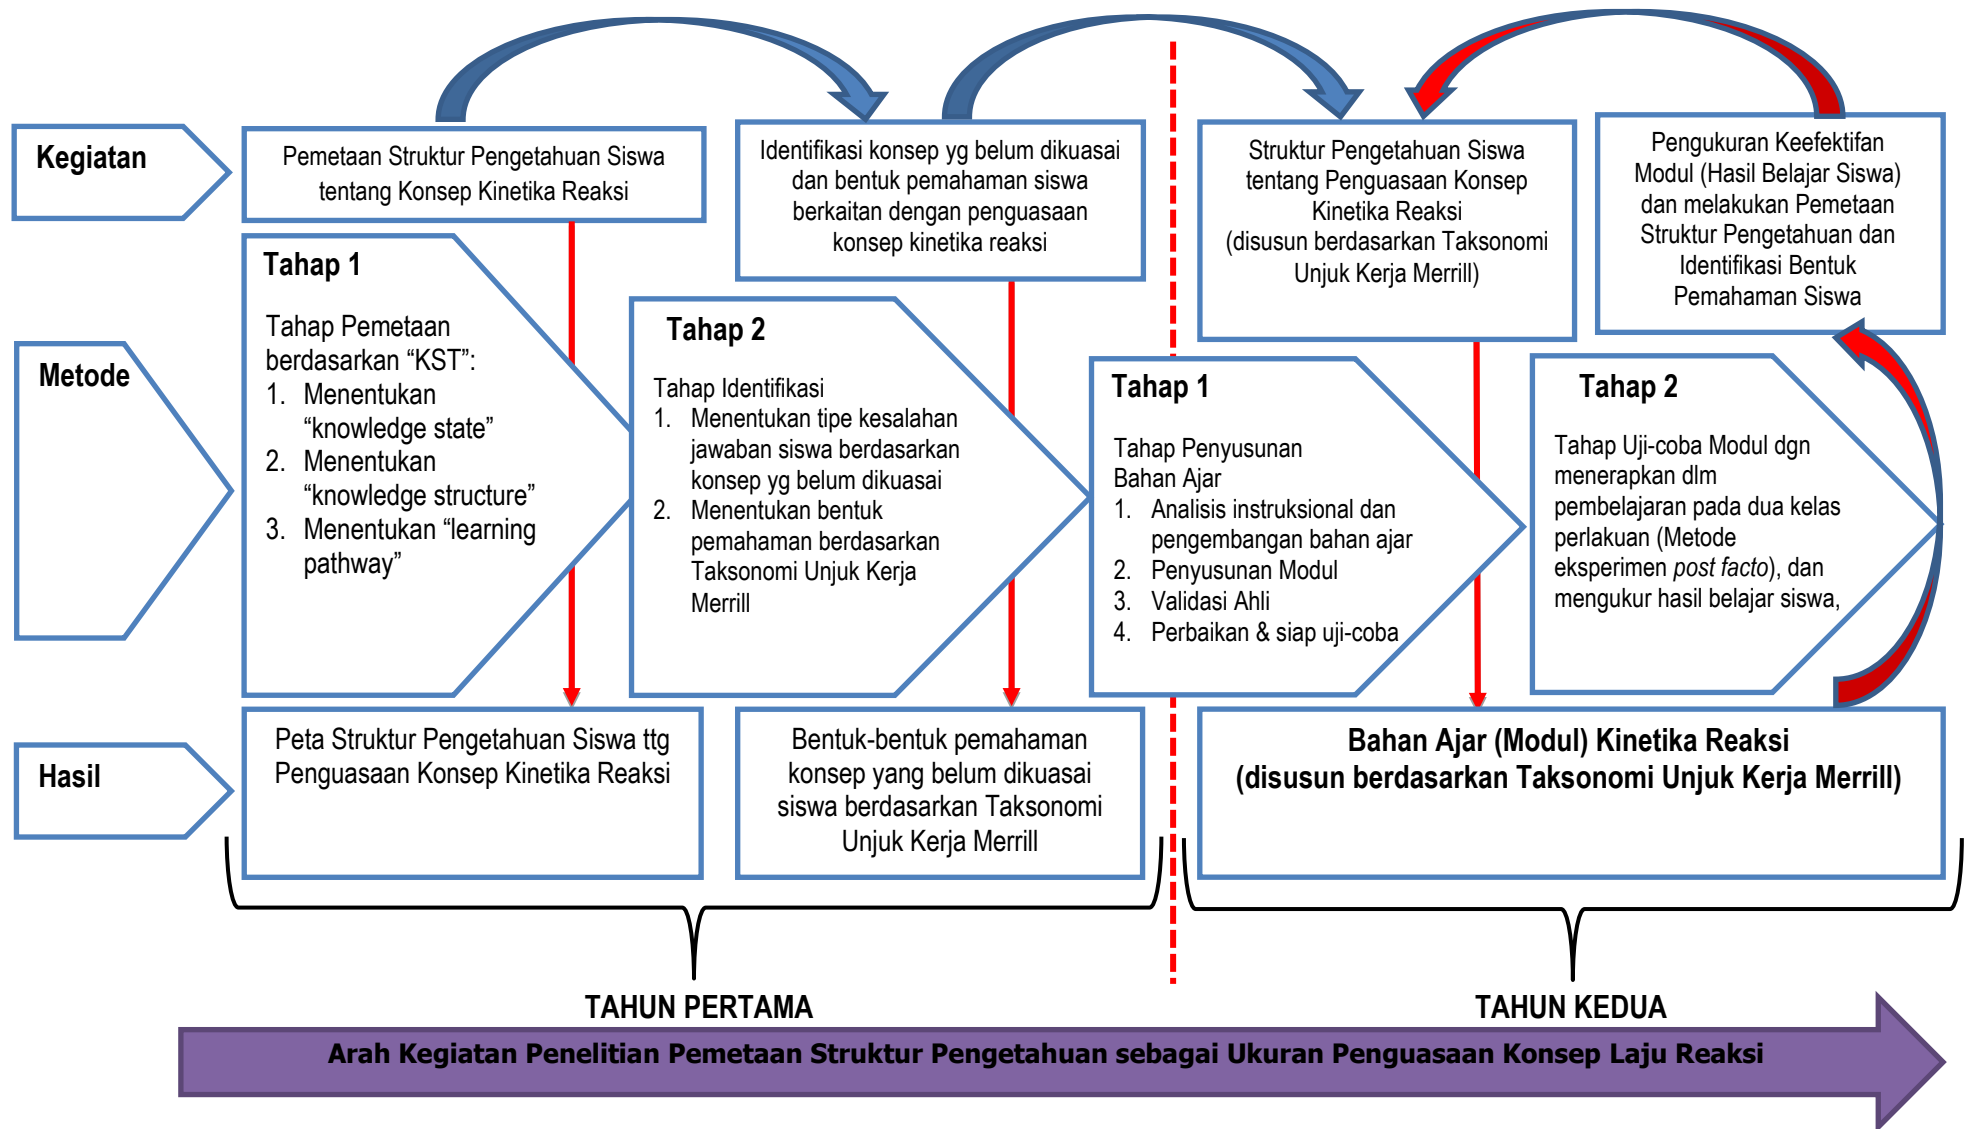 Kegiatan
Pemetaan Struktur Pengetahuan Siswa
tentang Konsep Kinetika Reaksi
Identifikasi konsep yg belum dikuasai
dan bentuk pemahaman siswa
berkaitan dengan penguasaan
konsep kinetika reaksi
Struktur Pengetahuan Siswa
tentang Penguasaan Konsep
Kinetika Reaksi
(disusun berdasarkan Taksonomi
Unjuk Kerja Merrill)
Pengukuran Keefektifan
Modul (Hasil Belajar Siswa)
dan melakukan Pemetaan
Struktur Pengetahuan dan
Identifikasi Bentuk
Pemahaman Siswa
Metode
Tahap 1
Tahap Pemetaan
berdasarkan “KST”:
1. Menentukan
“knowledge state”
2. Menentukan
“knowledge structure”
3. Menentukan “learning
pathway”
Tahap 2
Tahap Identifikasi
1. Menentukan tipe kesalahan
jawaban siswa berdasarkan
konsep yg belum dikuasai
2. Menentukan bentuk
pemahaman berdasarkan
Taksonomi Unjuk Kerja
Merrill
Tahap 1
Tahap Penyusunan
Bahan Ajar
1. Analisis instruksional dan
pengembangan bahan ajar
2. Penyusunan Modul
3. Validasi Ahli
4. Perbaikan & siap uji-coba
Tahap 2
Tahap Uji-coba Modul dgn
menerapkan dlm
pembelajaran pada dua kelas
perlakuan (Metode
eksperimen post facto), dan
mengukur hasil belajar siswa,
Hasil
Peta Struktur Pengetahuan Siswa ttg
Penguasaan Konsep Kinetika Reaksi
Bentuk-bentuk pemahaman
konsep yang belum dikuasai
siswa berdasarkan Taksonomi
Unjuk Kerja Merrill
Bahan Ajar (Modul) Kinetika Reaksi
(disusun berdasarkan Taksonomi Unjuk Kerja Merrill)
TAHUN PERTAMA
TAHUN KEDUA
Arah Kegiatan Penelitian Pemetaan Struktur Pengetahuan sebagai Ukuran Penguasaan Konsep Laju Reaksi